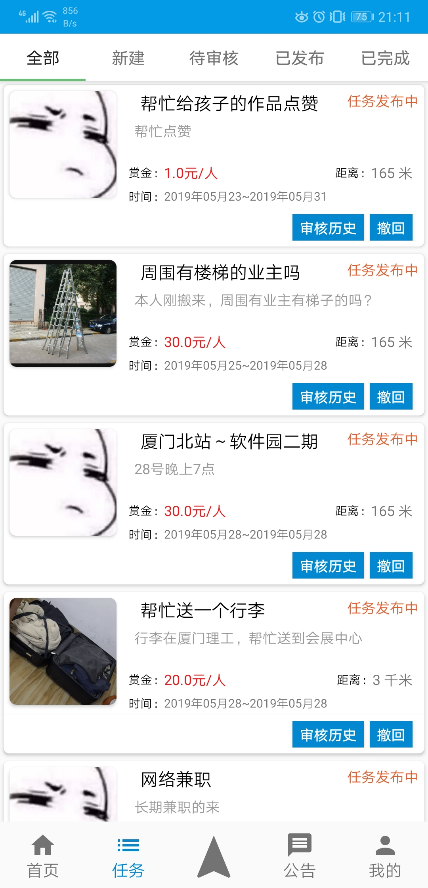 4G 856 B/s 75 21:11
全部 新建 待审核 已发布 已完成
帮忙给孩子的作品点赞 任务发布中
帮忙点赞
赏金：1.0元/人 距离：165 米
时间：2019年05月23~2019年05月31
审核历史 撤回
周围有楼梯的业主吗 任务发布中
本人刚搬来，周围有业主有梯子的吗？
赏金：30.0元/人 距离：165 米
时间：2019年05月25~2019年05月28
审核历史 撤回
厦门北站～软件园二期 任务发布中
28号晚上7点
赏金：30.0元/人 距离：165 米
时间：2019年05月28~2019年05月28
审核历史 撤回
帮忙送一个行李 任务发布中
行李在厦门理工，帮忙送到会展中心
赏金：20.0元/人 距离：3 千米
时间：2019年05月28~2019年05月28
审核历史 撤回
网络兼职 任务发布中
长期兼职的来
首页 任务 公告 我的